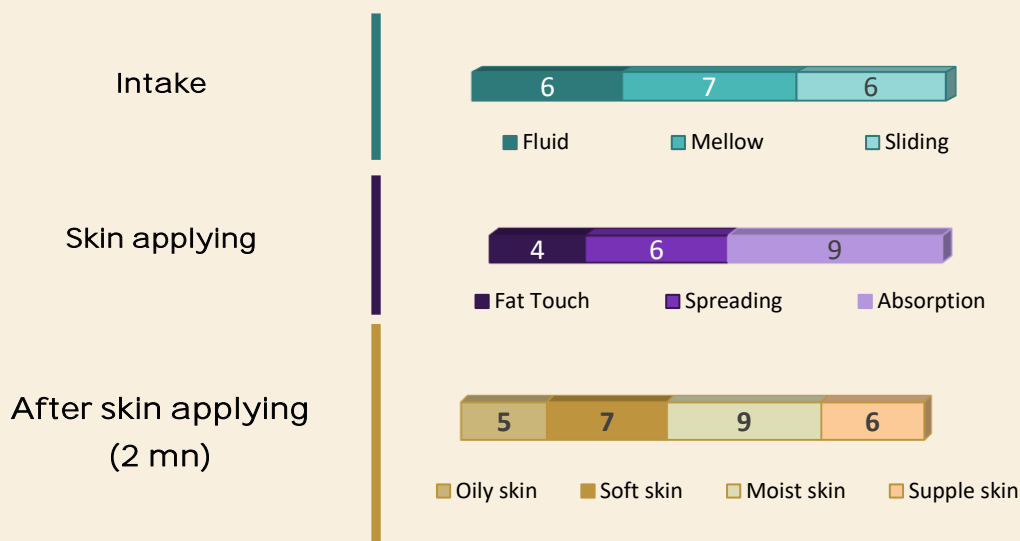 Intake
6 7 6
Fluid Mellow Sliding
Skin applying
4 6 9
Fat Touch Spreading Absorption
After skin applying
(2 mn)
5 7 9 6
Oily skin Soft skin Moist skin Supple skin